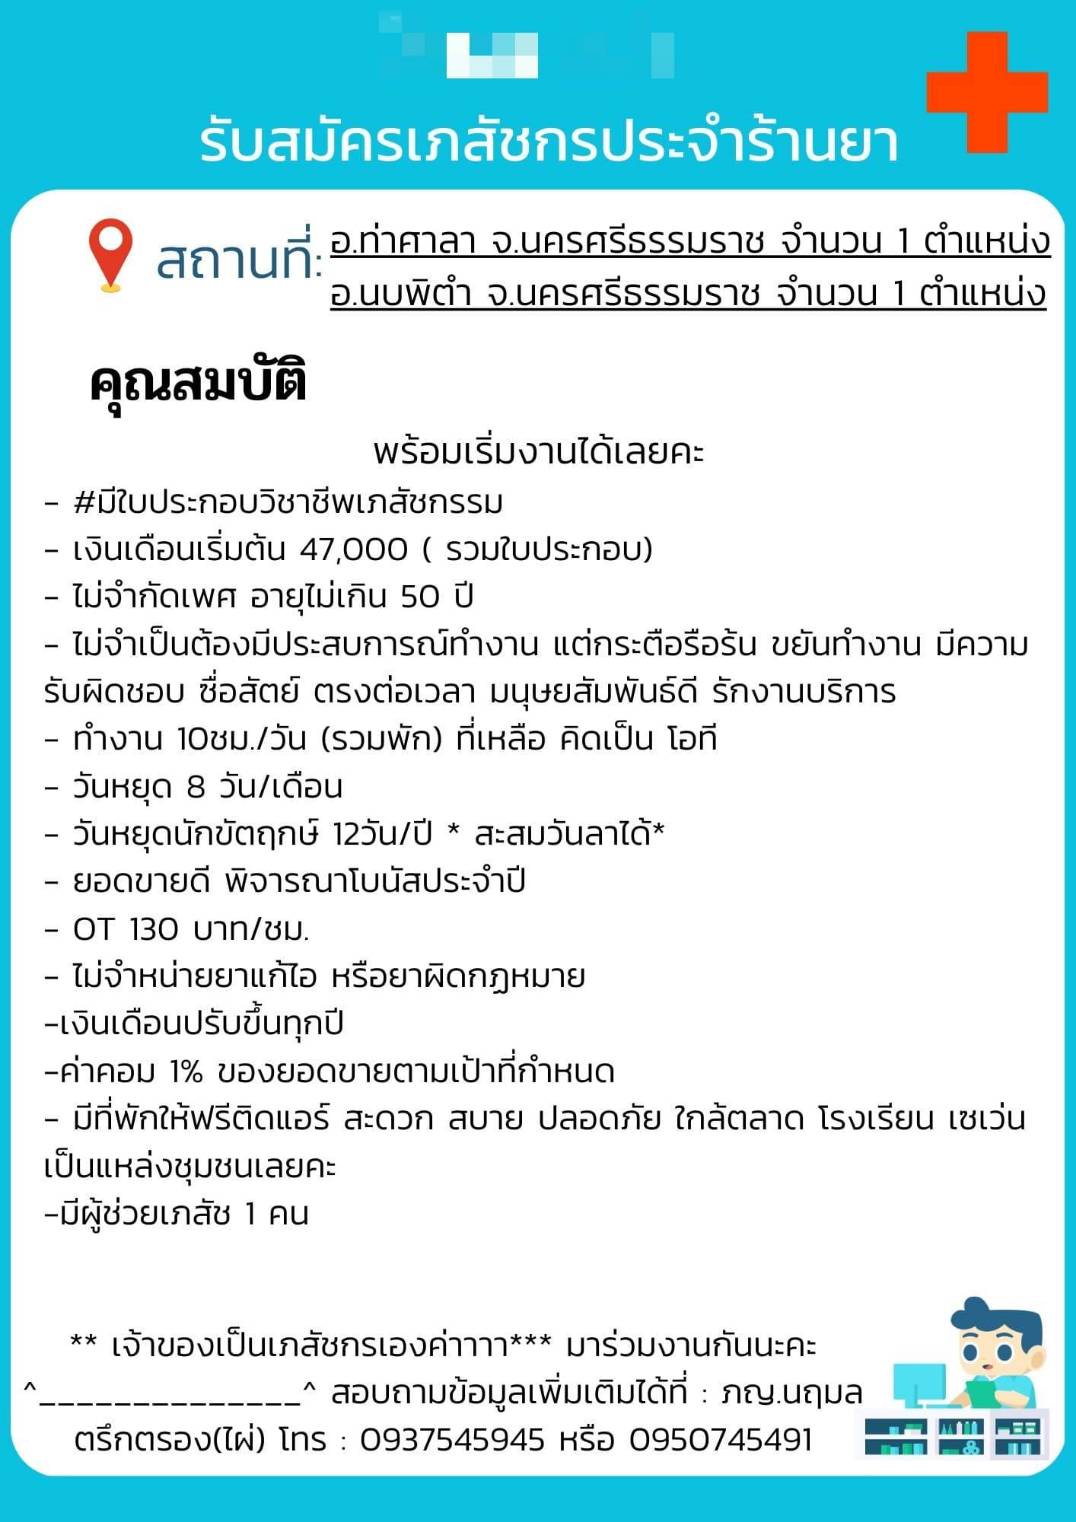 รับสมัครเภสัชกรประจำร้านยา
สถานที่:
อ.ท่าศาลา จ.นครศรีธรรมราช จำนวน 1 ตำแหน่ง
อ.นบพิตำ จ.นครศรีธรรมราช จำนวน 1 ตำแหน่ง
คุณสมบัติ
พร้อมเริ่มงานได้เลยคะ
- #มีใบประกอบวิชาชีพเภสัชกรรม
- เงินเดือนเริ่มต้น 47,000 ( รวมใบประกอบ)
- ไม่จำกัดเพศ อายุไม่เกิน 50 ปี
- ไม่จำเป็นต้องมีประสบการณ์ทำงาน แต่กระตือรือร้น ขยันทำงาน มีความ
รับผิดชอบ ซื่อสัตย์ ตรงต่อเวลา มนุษยสัมพันธ์ดี รักงานบริการ
- ทำงาน 10ชม./วัน (รวมพัก) ที่เหลือ คิดเป็น โอที
- วันหยุด 8 วัน/เดือน
- วันหยุดนักขัตฤกษ์ 12วัน/ปี * สะสมวันลาได้*
- ยอดขายดี พิจารณาโบนัสประจำปี
- OT 130 บาท/ชม.
- ไม่จำหน่ายยาแก้ไอ หรือยาผิดกฎหมาย
-เงินเดือนปรับขึ้นทุกปี
-ค่าคอม 1% ของยอดขายตามเป้าที่กำหนด
- มีที่พักให้ฟรีติดแอร์ สะดวก สบาย ปลอดภัย ใกล้ตลาด โรงเรียน เซเว่น
เป็นแหล่งชุมชนเลยคะ
-มีผู้ช่วยเภสัช 1 คน
** เจ้าของเป็นเภสัชกรเองค่าาาา*** มาร่วมงานกันนะคะ
^______________^ สอบถามข้อมูลเพิ่มเติมได้ที่ : ภญ.นฤมล
ตรึกตรอง(ไผ่) โทร : 0937545945 หรือ 0950745491